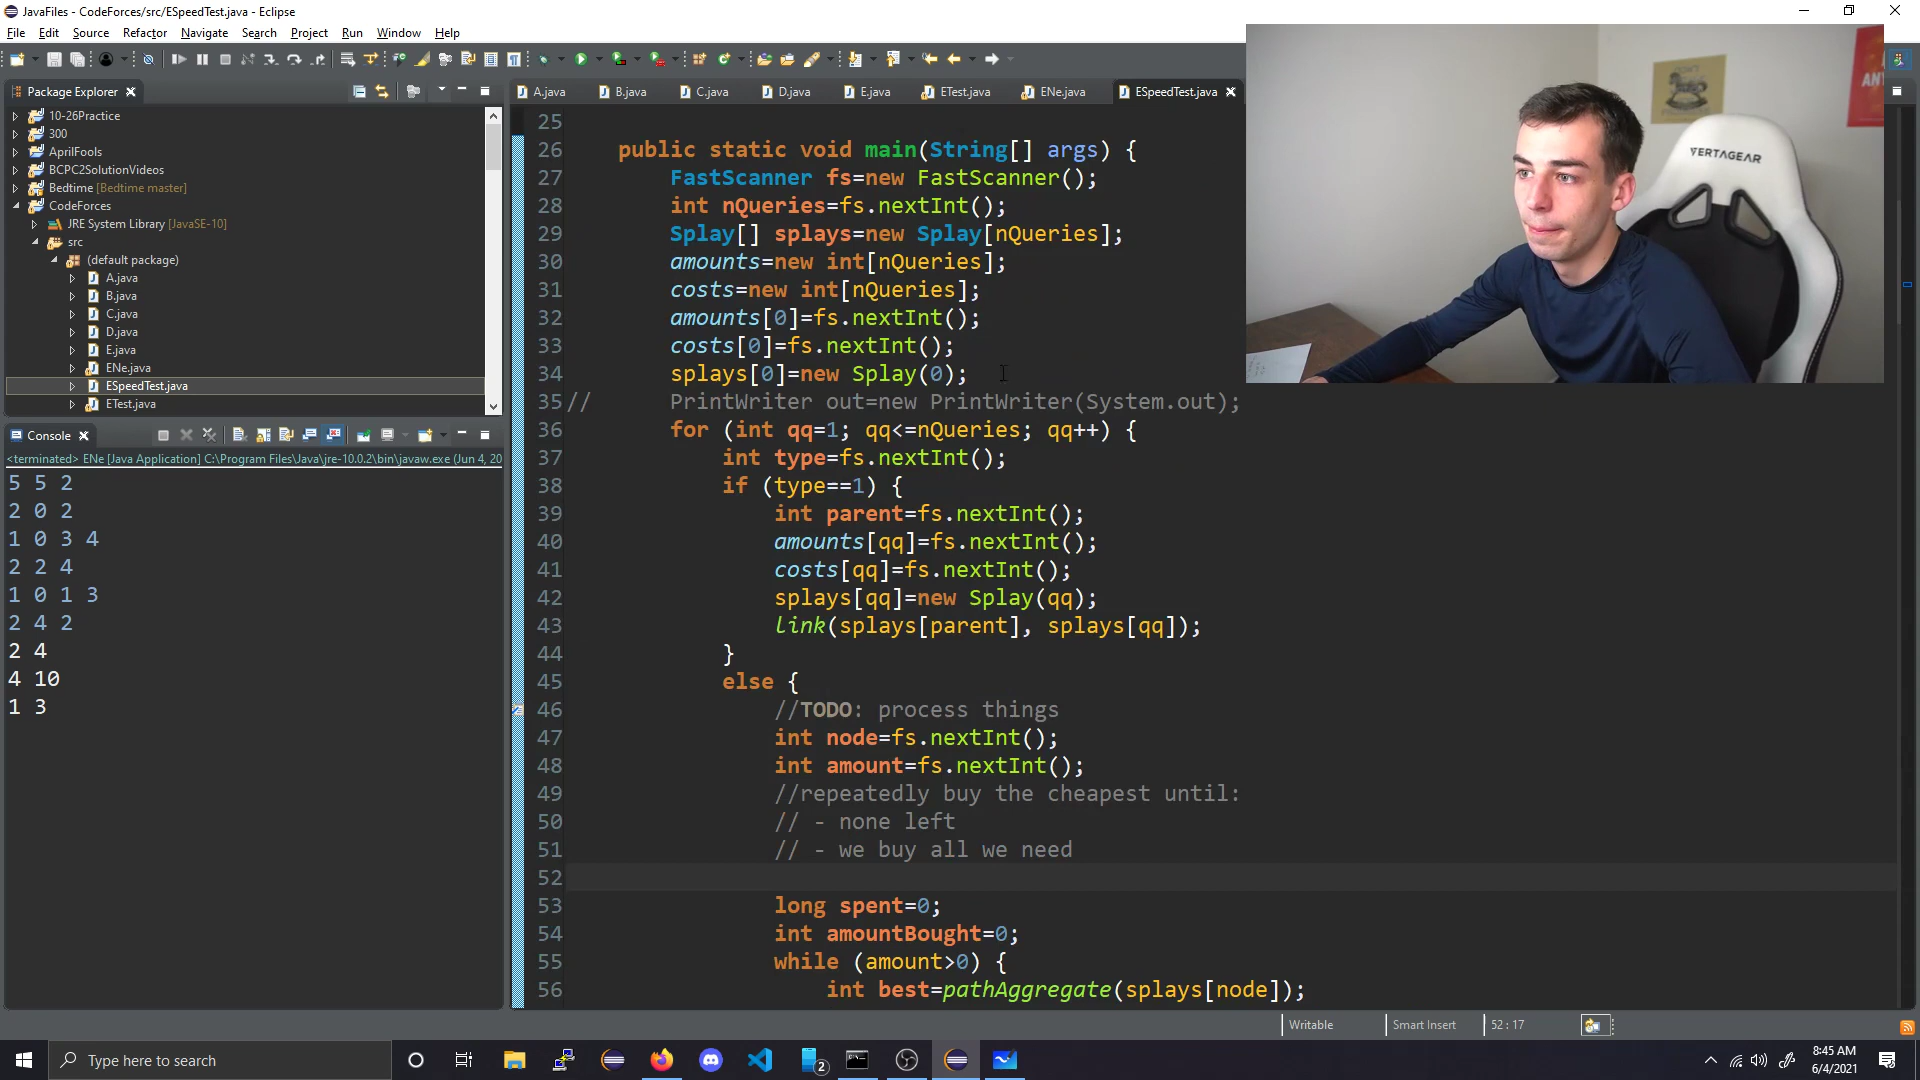 JavaFiles - CodeForces/src/ESpeedTest.java - Eclipse
File Edit Source Refactor Navigate Search Project Run Window Help
Package Explorer
10-26Practice
300
AprilFools
BCPC2SolutionVideos
Bedtime [Bedtime master]
CodeForces
JRE System Library [JavaSE-10]
src
(default package)
A.java
B.java
C.java
D.java
E.java
ENe.java
ESpeedTest.java
ETest.java
Console
<terminated> ENe [Java Application] C:\Program Files\Java\jre-10.0.2\bin\javaw.exe (Jun 4, 20
5 5 2
2 0 2
1 0 3 4
2 2 4
1 0 1 3
2 4 2
2 4
4 10
1 3
A.java B.java C.java D.java E.java ETest.java ENe.java ESpeedTest.java
25
26 public static void main(String[] args) {
27 FastScanner fs=new FastScanner();
28 int nQueries=fs.nextInt();
29 Splay[] splays=new Splay[nQueries];
30 amounts=new int[nQueries];
31 costs=new int[nQueries];
32 amounts[0]=fs.nextInt();
33 costs[0]=fs.nextInt();
34 splays[0]=new Splay(0);
35 // PrintWriter out=new PrintWriter(System.out);
36 for (int qq=1; qq<=nQueries; qq++) {
37 int type=fs.nextInt();
38 if (type==1) {
39 int parent=fs.nextInt();
40 amounts[qq]=fs.nextInt();
41 costs[qq]=fs.nextInt();
42 splays[qq]=new Splay(qq);
43 link(splays[parent], splays[qq]);
44 }
45 else {
46 //TODO: process things
47 int node=fs.nextInt();
48 int amount=fs.nextInt();
49 //repeatedly buy the cheapest until:
50 // - none left
51 // - we buy all we need
52
53 long spent=0;
54 int amountBought=0;
55 while (amount>0) {
56 int best=pathAggregate(splays[node]);
VERTAGEAR
ANY
Writable Smart Insert 52 : 17
Type here to search
2
8:45 AM
6/4/2021